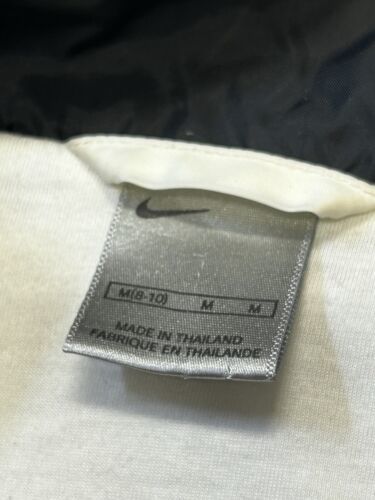 M(8-10) M M
MADE IN THAILAND
FABRIQUE EN THAILANDE